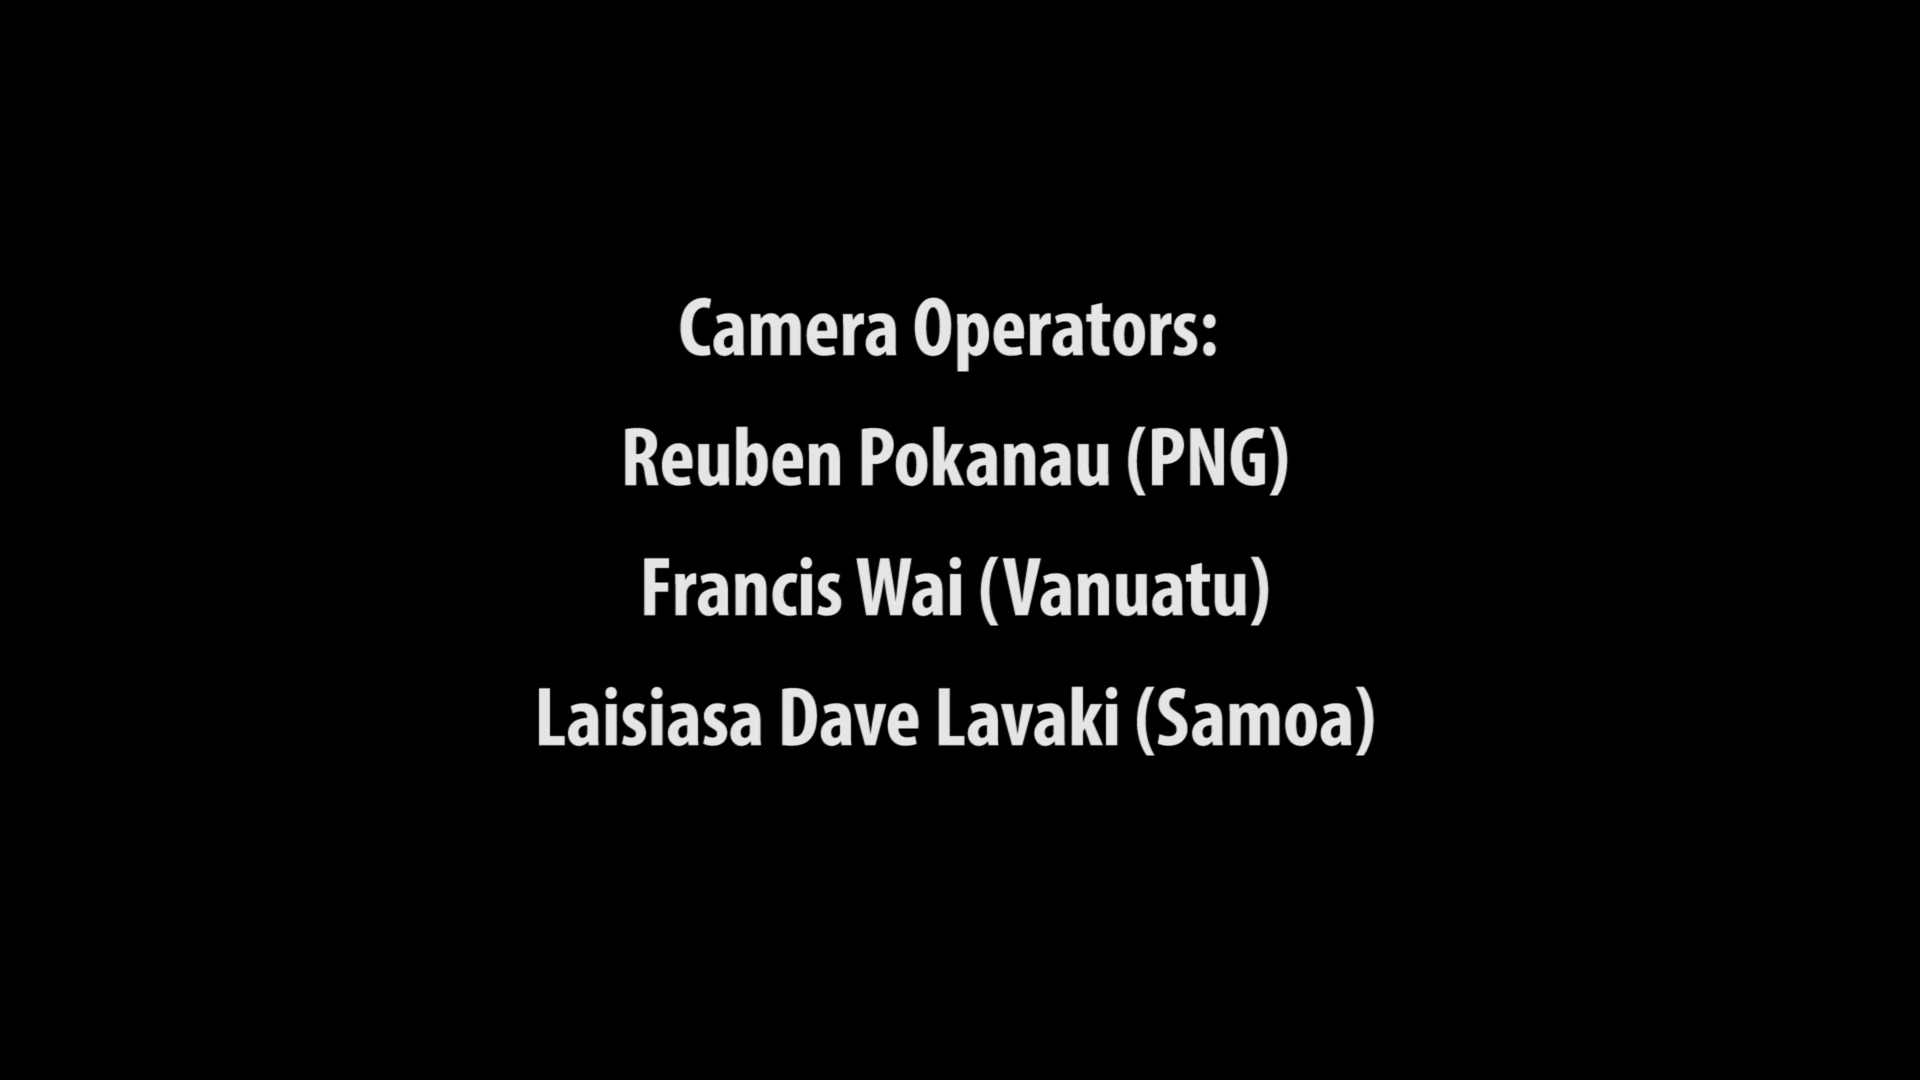 Camera Operators:
Reuben Pokanau (PNG)
Francis Wai (Vanuatu)
Laisiasa Dave Lavaki (Samoa)